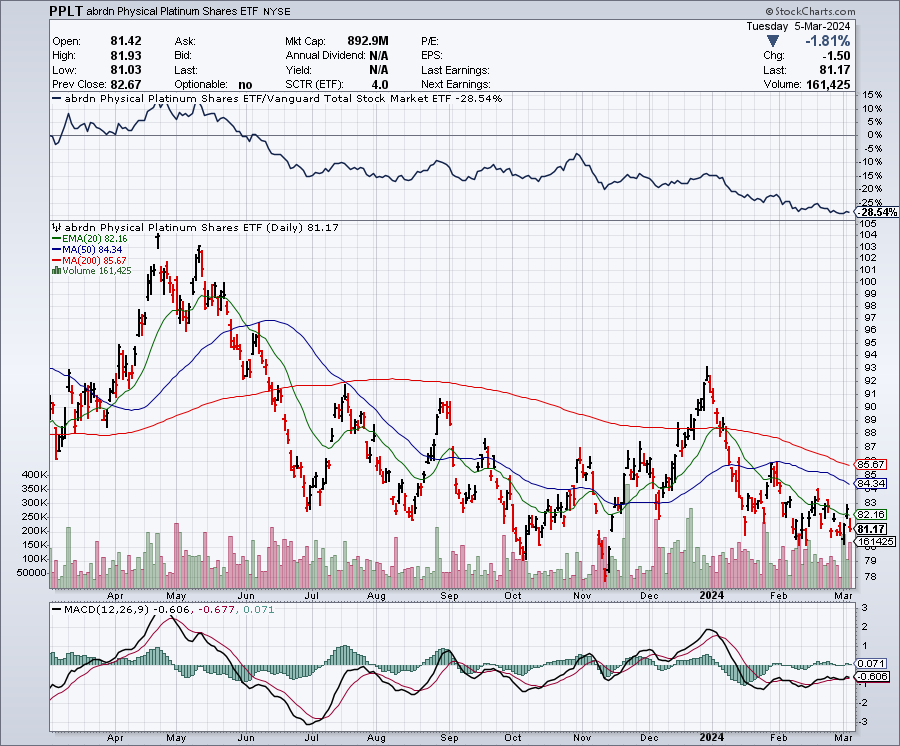 PPLT abrdn Physical Platinum Shares ETF NYSE
© StockCharts.com
Tuesday 5-Mar-2024
Open: 81.42 Ask: Mkt Cap: 892.9M P/E: ▼ -1.81%
High: 81.93 Bid: Annual Dividend: N/A EPS: Chg: -1.50
Low: 81.03 Last: Yield: N/A Last Earnings: Last: 81.17
Prev Close: 82.67 Optionable: no SCTR (ETF): 4.0 Next Earnings: Volume: 161,425
abrdn Physical Platinum Shares ETF/Vanguard Total Stock Market ETF -28.54%
15%
10%
5%
0%
-5%
-10%
-15%
-20%
-25%
-28.54%
abrdn Physical Platinum Shares ETF (Daily) 81.17
EMA(20) 82.16
MA(50) 84.34
MA(200) 85.67
Volume 161,425
105
104
103
102
101
100
99
98
97
96
95
94
93
92
91
90
89
88
87
85.67
85
84.34
83
82.16
81.17
161425
80
79
78
400K
350K
300K
250K
200K
150K
100K
50000
Apr May Jun Jul Aug Sep Oct Nov Dec 2024 Feb Mar
MACD(12,26,9) -0.606, -0.677, 0.071
3
2
1
0.071
-0.606
-1
-2
-3
Apr May Jun Jul Aug Sep Oct Nov Dec 2024 Feb Mar